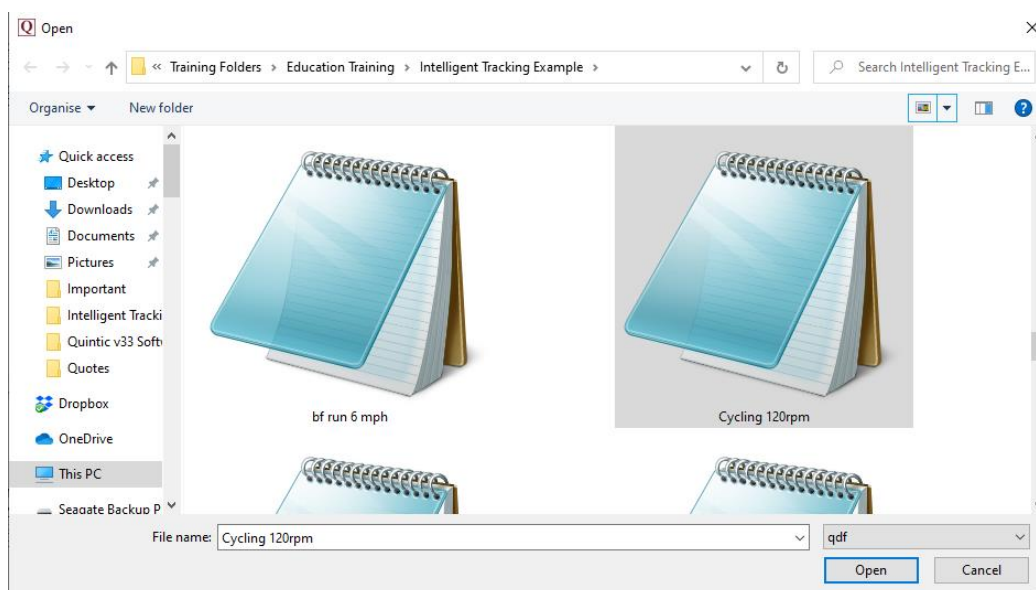 Open
« Training Folders > Education Training > Intelligent Tracking Example >
Search Intelligent Tracking E...
Organise
New folder
Quick access
Desktop
Downloads
Documents
Pictures
Important
Intelligent Tracki
Quintic v33 Soft
Quotes
Dropbox
OneDrive
This PC
Seagate Backup P
bf run 6 mph
Cycling 120rpm
File name: Cycling 120rpm
qdf
Open
Cancel